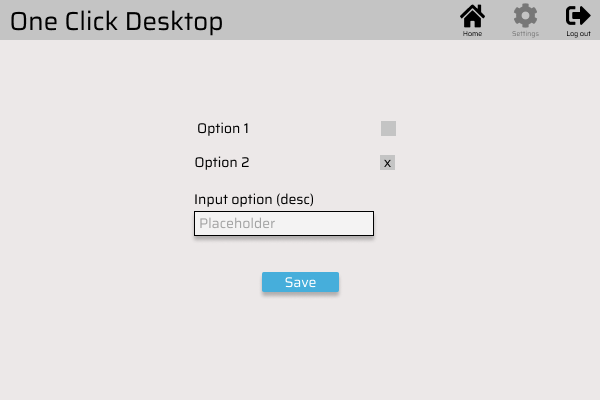 One Click Desktop
Home
Settings
Log out
Option 1
Option 2
x
Input option (desc)
Placeholder
Save